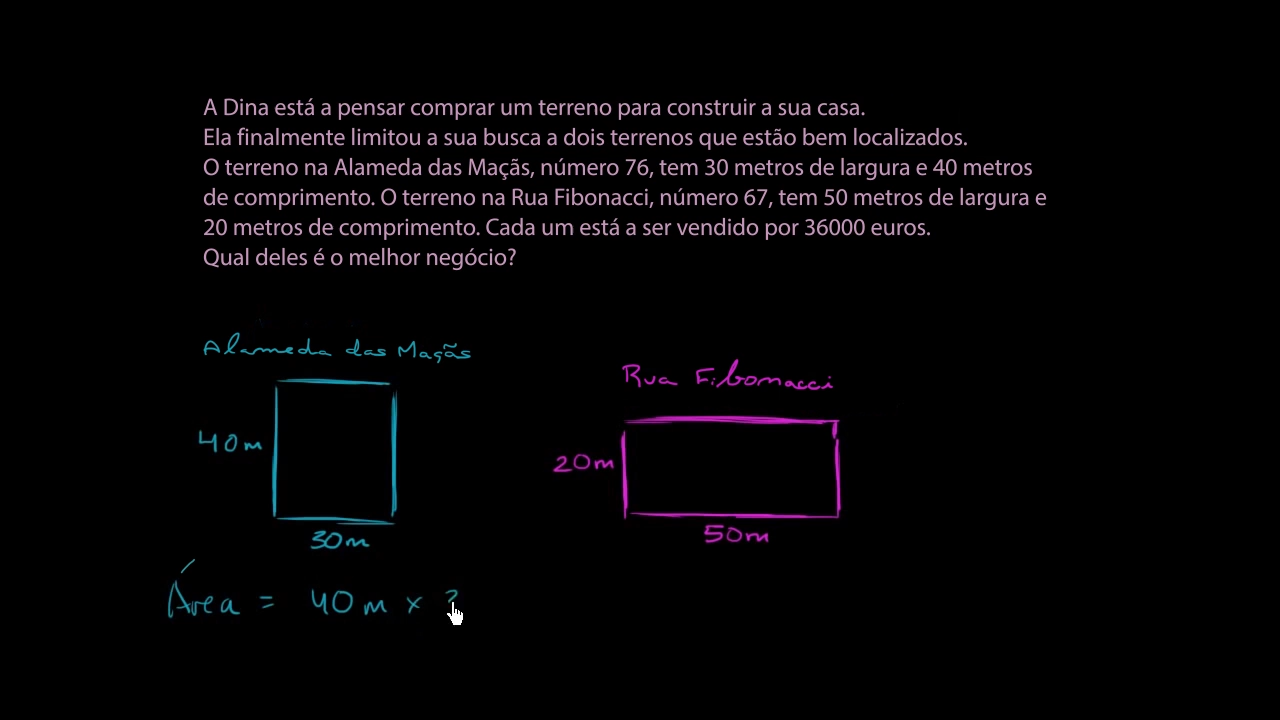 A Dina está a pensar comprar um terreno para construir a sua casa.
Ela finalmente limitou a sua busca a dois terrenos que estão bem localizados.
O terreno na Alameda das Maçãs, número 76, tem 30 metros de largura e 40 metros
de comprimento. O terreno na Rua Fibonacci, número 67, tem 50 metros de largura e
20 metros de comprimento. Cada um está a ser vendido por 36000 euros.
Qual deles é o melhor negócio?
Alameda das Maçãs
Rua Fibonacci
40m
20m
30m
50m
Área = 40m x